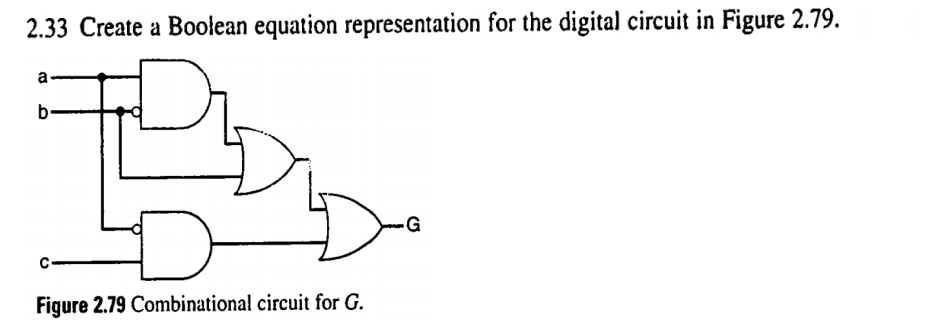 2.33 Create a Boolean equation representation for the digital circuit in Figure 2.79.
a
b
G
c
Figure 2.79 Combinational circuit for G.